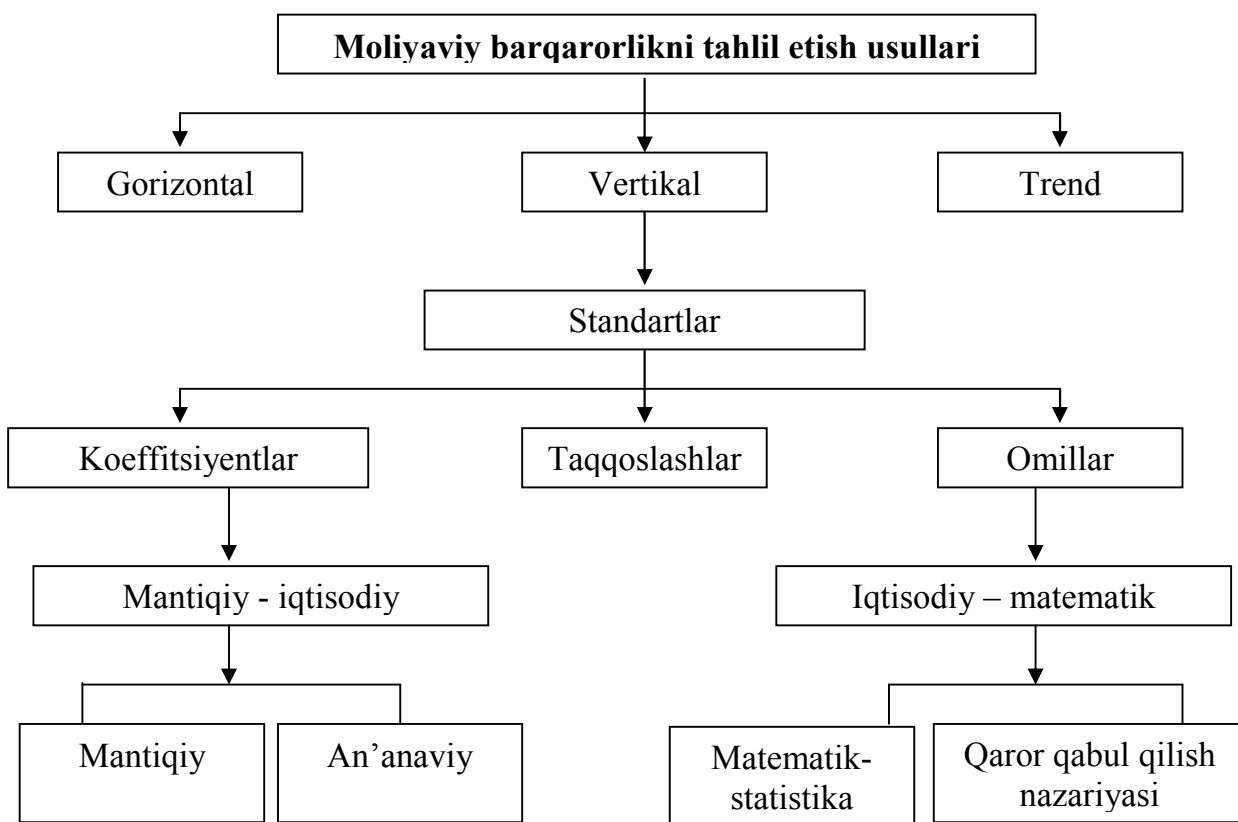 Moliyaviy barqarorlikni tahlil etish usullari
Gorizontal
Vertikal
Trend
Standartlar
Koeffitsiyentlar
Taqqoslashlar
Omillar
Mantiqiy - iqtisodiy
Iqtisodiy – matematik
Mantiqiy
An’anaviy
Matematik-
statistika
Qaror qabul qilish
nazariyasi